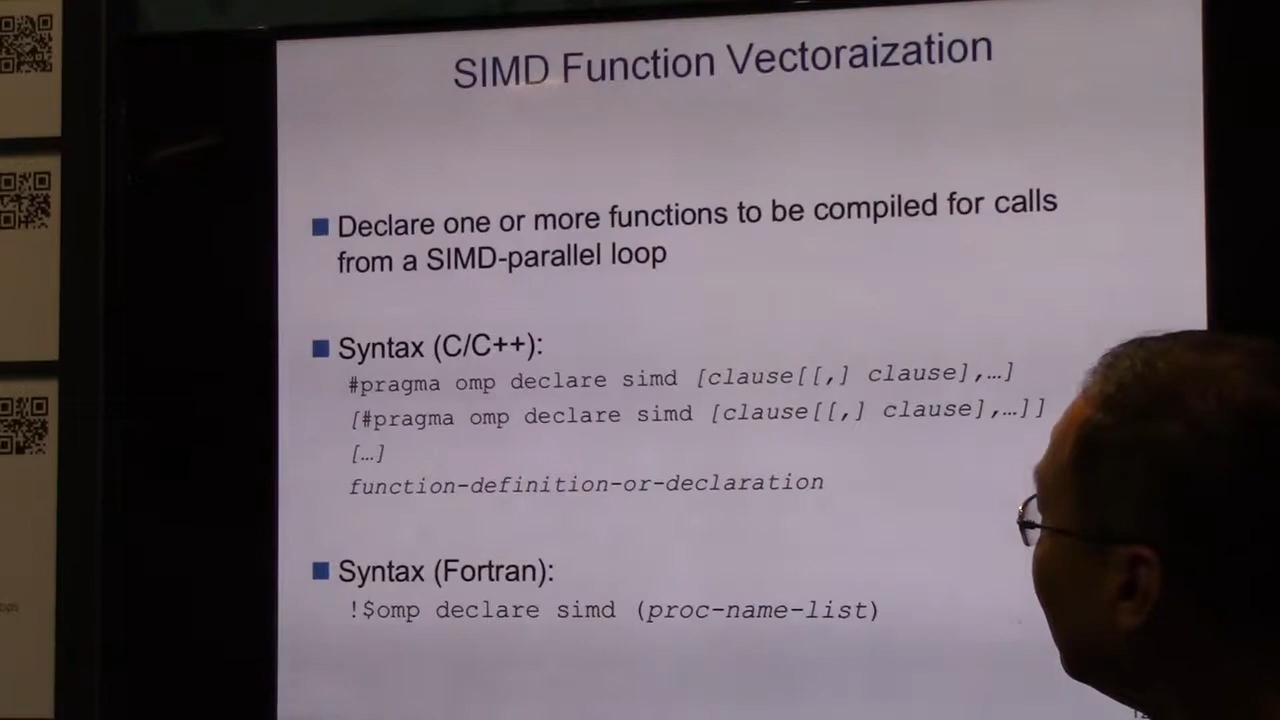 SIMD Function Vectoraization
Declare one or more functions to be compiled for calls
from a SIMD-parallel loop
Syntax (C/C++):
#pragma omp declare simd [clause[[,] clause],…]
[#pragma omp declare simd [clause[[,] clause],…]]
[…]
function-definition-or-declaration
Syntax (Fortran):
!$omp declare simd (proc-name-list)